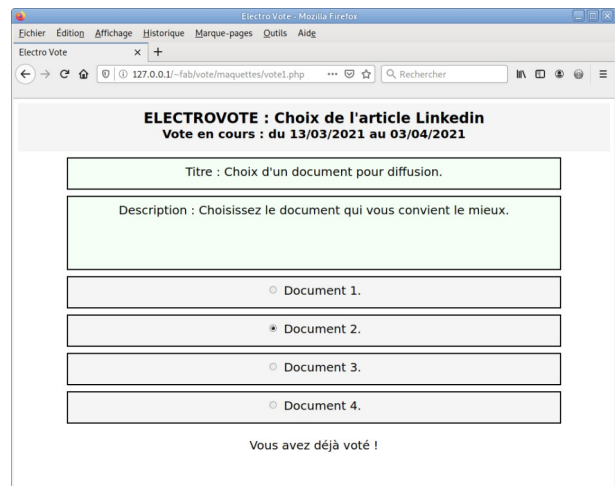 Electro Vote - Mozilla Firefox
Fichier Édition Affichage Historique Marque-pages Outils Aide
Electro Vote × +
127.0.0.1/~fab/vote/maquettes/vote1.php ... Rechercher
ELECTROVOTE : Choix de l'article Linkedin
Vote en cours : du 13/03/2021 au 03/04/2021
Titre : Choix d'un document pour diffusion.
Description : Choisissez le document qui vous convient le mieux.
Document 1.
Document 2.
Document 3.
Document 4.
Vous avez déjà voté !